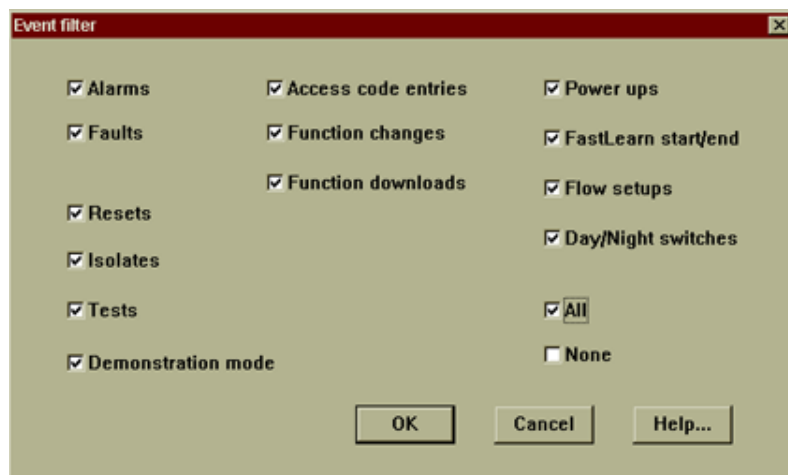 Event filter
Alarms Access code entries Power ups
Faults Function changes FastLearn start/end
Function downloads Flow setups
Resets
Day/Night switches
Isolates
Tests All
Demonstration mode None
OK Cancel Help...